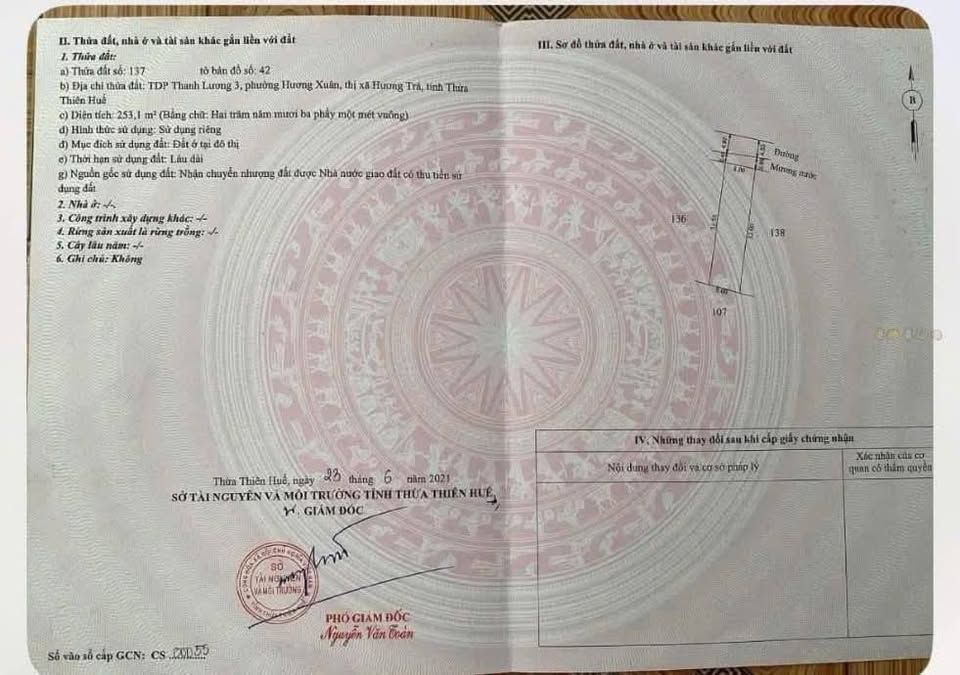 II. Thửa đất, nhà ở và tài sản khác gắn liền với đất
1. Thửa đất:
a) Thửa đất số: 137 tờ bản đồ số: 42
b) Địa chỉ thửa đất: TDP Thanh Lương 3, phường Hương Xuân, thị xã Hương Trà, tỉnh Thừa
Thiên Huế
c) Diện tích: 253,1 m² (Bằng chữ: Hai trăm năm mươi ba phẩy một mét vuông)
d) Hình thức sử dụng: Sử dụng riêng
đ) Mục đích sử dụng đất: Đất ở tại đô thị
e) Thời hạn sử dụng đất: Lâu dài
g) Nguồn gốc sử dụng đất: Nhận chuyển nhượng đất được Nhà nước giao đất có thu tiền sử
dụng đất
2. Nhà ở: -/-
3. Công trình xây dựng khác: -/-
4. Rừng sản xuất là rừng trồng: -/-
5. Cây lâu năm: -/-
6. Ghi chú: Không
Thừa Thiên Huế, ngày 23 tháng 6 năm 2021
SỞ TÀI NGUYÊN VÀ MÔI TRƯỜNG TỈNH THỪA THIÊN HUẾ
GIÁM ĐỐC
SỞ
TÀI NGUYÊN
VÀ MÔI TRƯỜNG
PHÓ GIÁM ĐỐC
Nguyễn Văn Toàn
Số vào sổ cấp GCN: CS 00055
III. Sơ đồ thửa đất, nhà ở và tài sản khác gắn liền với đất
B
Đường
Mương nước
136
138
107
IV. Những thay đổi sau khi cấp giấy chứng nhận
Nội dung thay đổi và cơ sở pháp lý
Xác nhận của cơ
quan có thẩm quyền